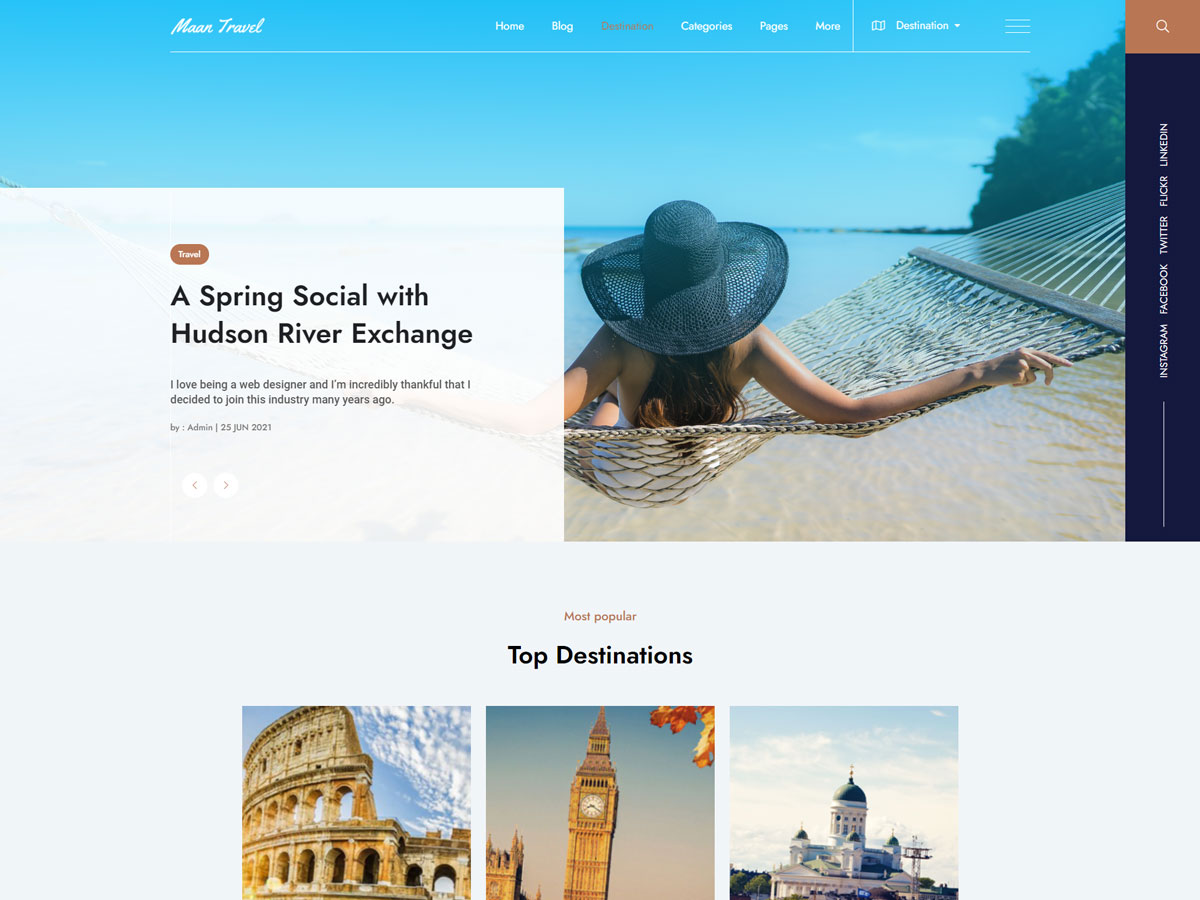 Maan Travel
Home Blog Destination Categories Pages More
Destination
Travel
A Spring Social with
Hudson River Exchange
I love being a web designer and I'm incredibly thankful that I
decided to join this industry many years ago.
by : Admin | 25 JUN 2021
INSTAGRAM FACEBOOK TWITTER FLICKR LINKEDIN
Most popular
Top Destinations